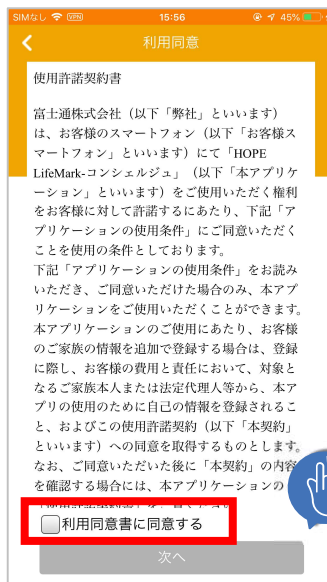 SIMなし VPN 15:56 45%
利用同意
使用許諾契約書
富士通株式会社（以下「弊社」といいます）
は、お客様のスマートフォン（以下「お客様ス
マートフォン」といいます）にて「HOPE
LifeMark-コンシェルジュ」（以下「本アプリケ
ーション」といいます）をご使用いただく権利
をお客様に対して許諾するにあたり、下記「ア
プリケーションの使用条件」にご同意いただく
ことを使用の条件としております。
下記「アプリケーションの使用条件」をお読み
いただき、ご同意いただけた場合のみ、本アプ
リケーションをご使用いただくことができます。
本アプリケーションのご使用にあたり、お客様
のご家族の情報を追加で登録する場合は、登録
に際し、お客様の費用と責任において、対象と
なるご家族本人または法定代理人等から、本ア
プリの使用のために自己の情報を登録されるこ
と、およびこの使用許諾契約（以下「本契約」
といいます）への同意を取得するものとします。
なお、ご同意いただいた後に「本契約」の内容
を確認する場合には、本アプリケーションの
利用同意書に同意する
次へ